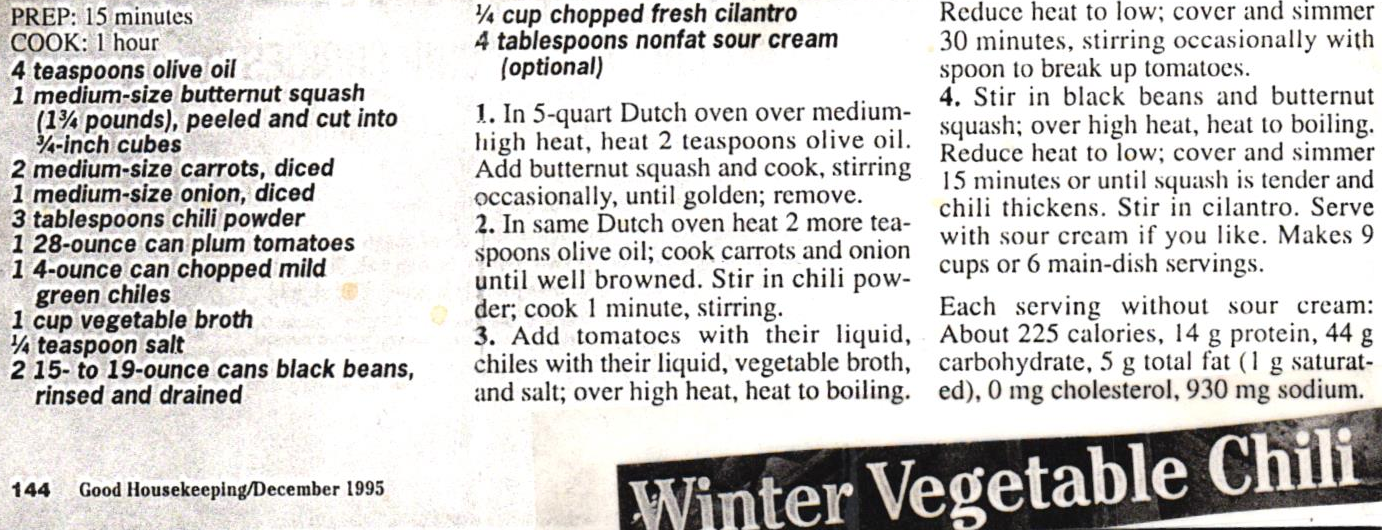 PREP: 15 minutes
COOK: 1 hour
4 teaspoons olive oil
1 medium-size butternut squash
(1¾ pounds), peeled and cut into
¾-inch cubes
2 medium-size carrots, diced
1 medium-size onion, diced
3 tablespoons chili powder
1 28-ounce can plum tomatoes
1 4-ounce can chopped mild
green chiles
1 cup vegetable broth
¼ teaspoon salt
2 15- to 19-ounce cans black beans,
rinsed and drained
¼ cup chopped fresh cilantro
4 tablespoons nonfat sour cream
(optional)
1. In 5-quart Dutch oven over medium-
high heat, heat 2 teaspoons olive oil.
Add butternut squash and cook, stirring
occasionally, until golden; remove.
2. In same Dutch oven heat 2 more tea-
spoons olive oil; cook carrots and onion
until well browned. Stir in chili pow-
der; cook 1 minute, stirring.
3. Add tomatoes with their liquid,
chiles with their liquid, vegetable broth,
and salt; over high heat, heat to boiling.
Reduce heat to low; cover and simmer
30 minutes, stirring occasionally with
spoon to break up tomatoes.
4. Stir in black beans and butternut
squash; over high heat, heat to boiling.
Reduce heat to low; cover and simmer
15 minutes or until squash is tender and
chili thickens. Stir in cilantro. Serve
with sour cream if you like. Makes 9
cups or 6 main-dish servings.
Each serving without sour cream:
About 225 calories, 14 g protein, 44 g
carbohydrate, 5 g total fat (1 g saturat-
ed), 0 mg cholesterol, 930 mg sodium.
144 Good Housekeeping/December 1995
Winter Vegetable Chili